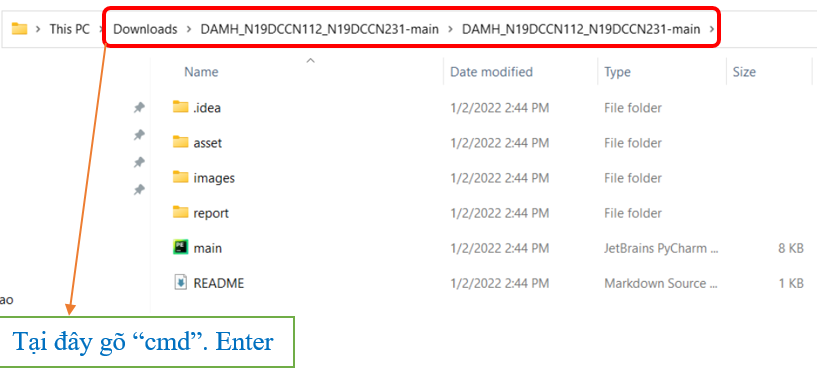 This PC > Downloads > DAMH_N19DCCN112_N19DCCN231-main > DAMH_N19DCCN112_N19DCCN231-main >
Name Date modified Type Size
.idea 1/2/2022 2:44 PM File folder
asset 1/2/2022 2:44 PM File folder
images 1/2/2022 2:44 PM File folder
report 1/2/2022 2:44 PM File folder
main 1/2/2022 2:44 PM JetBrains PyCharm ... 8 KB
README 1/2/2022 2:44 PM Markdown Source ... 1 KB
ao
Tại đây gõ “cmd”. Enter